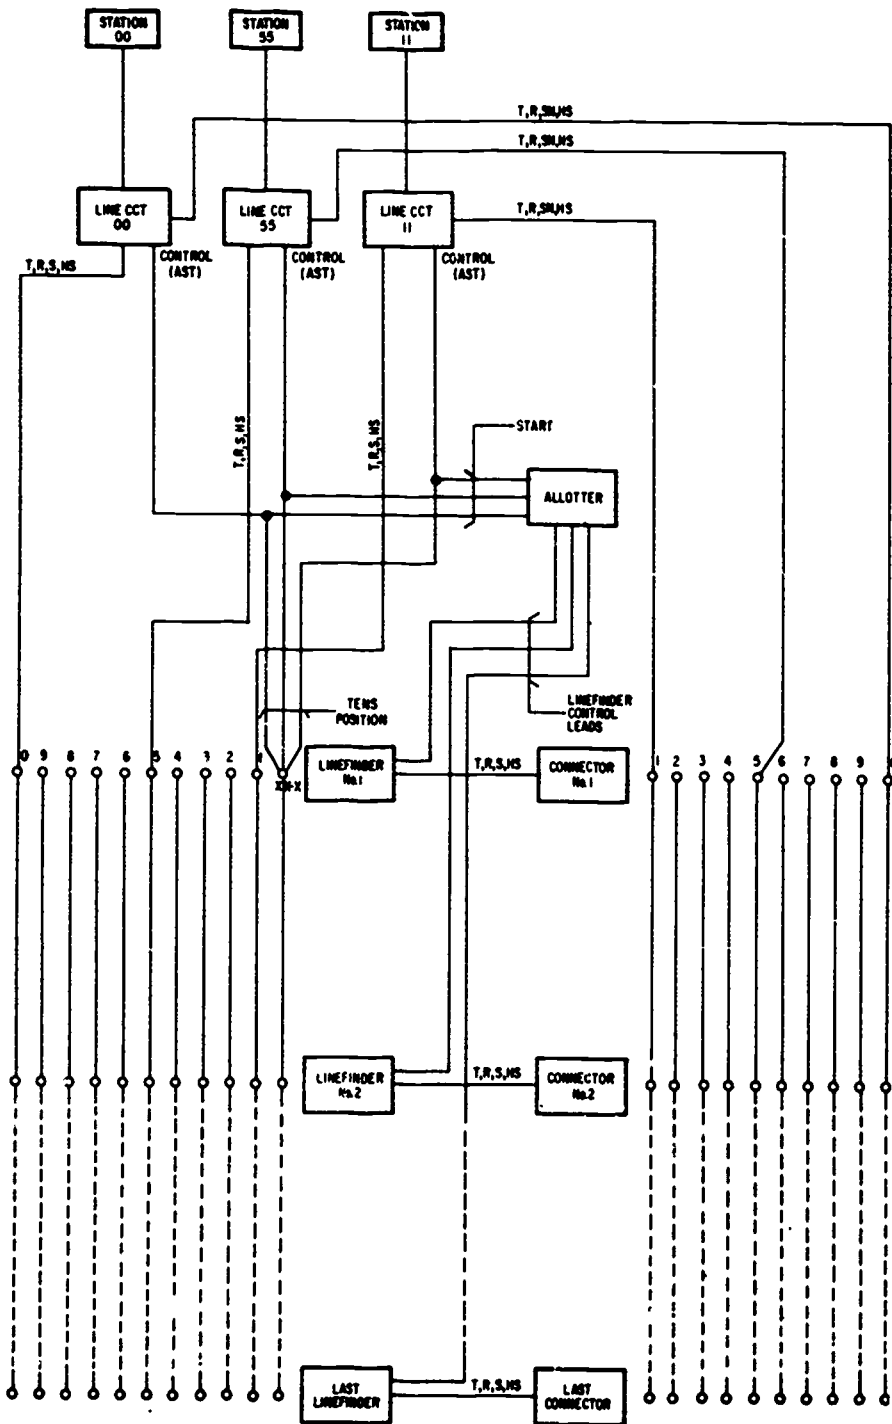 STATION
00
STATION
55
STATION
11
T,R,SN,HS
T,R,SN,HS
LINE CCT
00
LINE CCT
55
LINE CCT
11
T,R,SN,HS
CONTROL
(AST)
CONTROL
(AST)
CONTROL
(AST)
T,R,S,HS
T,R,S,HS
T,R,S,HS
START
ALLOTTER
TENS
POSITION
LINEFINDER
CONTROL
LEADS
0 9 8 7 6 5 4 3 2 1
X-X-X
LINEFINDER
No.1
T,R,S,HS
CONNECTOR
No.1
1 2 3 4 5 6 7 8 9
LINEFINDER
No.2
T,R,S,HS
CONNECTOR
No.2
LAST
LINEFINDER
T,R,S,HS
LAST
CONNECTOR